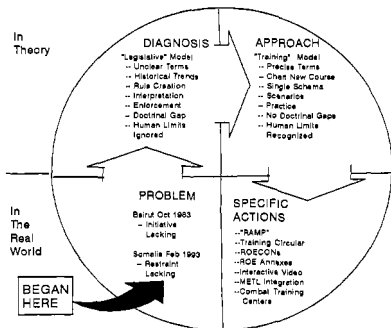 In
Theory
DIAGNOSIS
"Legislative" Model
-- Unclear Terms
-- Historical Trends
-- Rule Creation
-- Interpretation
-- Enforcement
-- Doctrinal Gap
-- Human Limits
Ignored
APPROACH
"Training" Model
-- Precise Terms
-- Chart New Course
-- Single Schema
-- Scenarios
-- Practice
-- No Doctrinal Gaps
-- Human Limits
Recognized
In
The
Real
World
PROBLEM
Beirut Oct 1983
-- Initiative
Lacking
Somalia Feb 1993
-- Restraint
Lacking
BEGAN
HERE
SPECIFIC
ACTIONS
--"RAMP"
--Training Circular
--ROECONs
--ROE Annexes
--Interactive Video
--METL Integration
--Combat Training
Centers